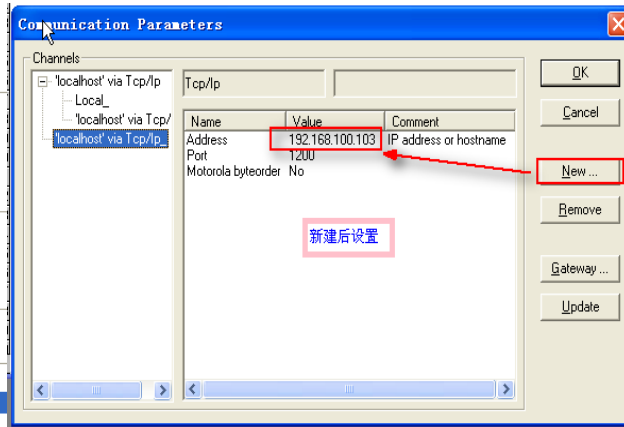 Communication Parameters
Channels
'localhost' via Tcp/Ip
Local_
'localhost' via Tcp/
'localhost' via Tcp/Ip_
Tcp/Ip
Name Value Comment
Address 192.168.100.103 IP address or hostname
Port 1200
Motorola byteorder No
新建后设置
OK
Cancel
New ...
Remove
Gateway ...
Update